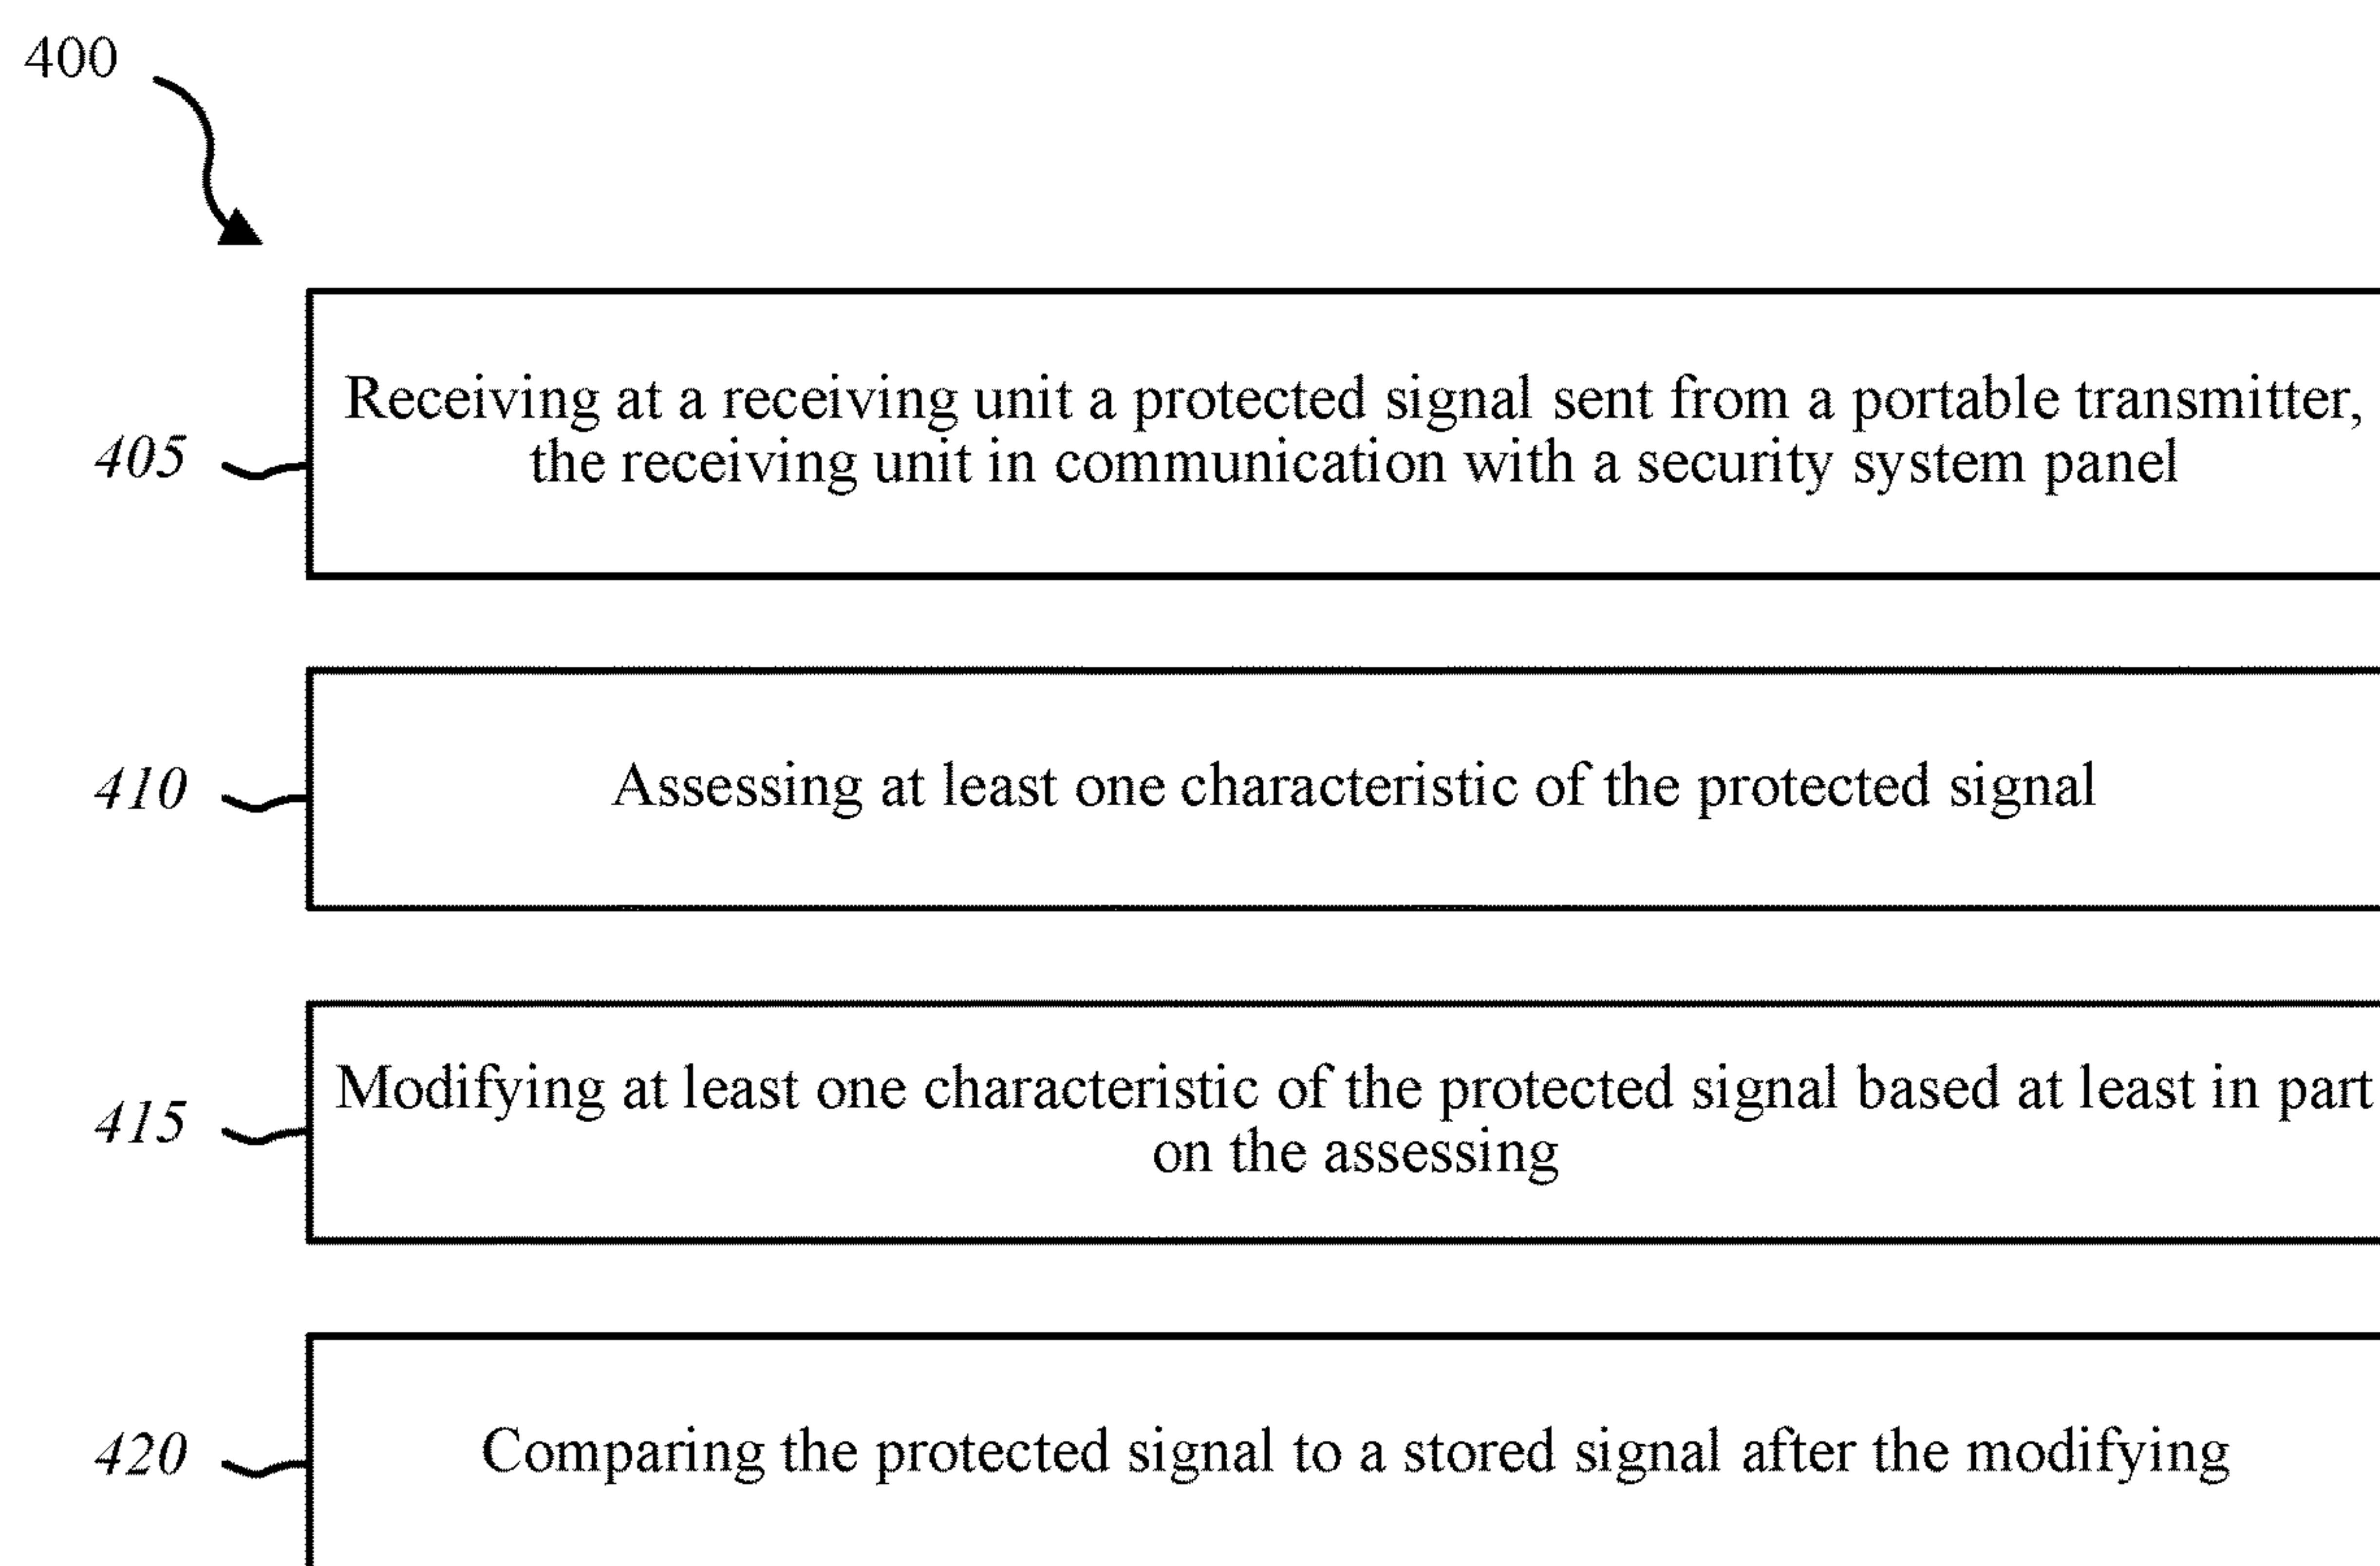 400
Receiving at a receiving unit a protected signal sent from a portable transmitter,
405
the receiving unit in communication with a security system panel
410
Assessing at least one characteristic of the protected signal
Modifying at least one characteristic of the protected signal based at least in part
415
on the assessing
420
Comparing the protected signal to a stored signal after the modifying